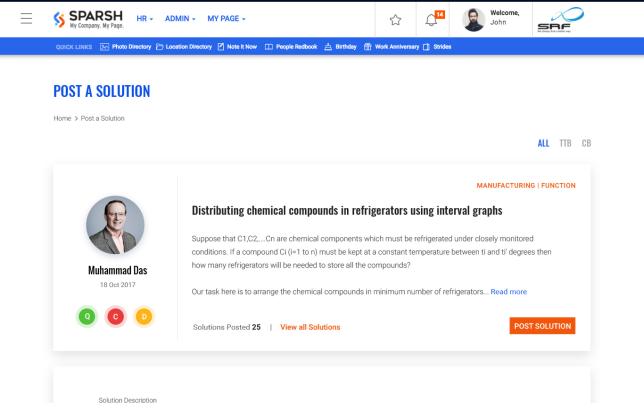 SPARSH
My Company. My Page.
HR
ADMIN
MY PAGE
14
Welcome,
John
SRF
QUICK LINKS Photo Directory Location Directory Note it Now People Redbook Birthday Work Anniversary Strides
POST A SOLUTION
Home > Post a Solution
ALL TTB CB
MANUFACTURING | FUNCTION
Distributing chemical compounds in refrigerators using interval graphs
Suppose that C1,C2,...Cn are chemical components which must be refrigerated under closely monitored
conditions. If a compound Ci (i=1 to n) must be kept at a constant temperature between ti and ti' degrees then
how many refrigerators will be needed to store all the compounds?
Our task here is to arrange the chemical compounds in minimum number of refrigerators... Read more
Muhammad Das
18 Oct 2017
Q C D
Solutions Posted 25 | View all Solutions
POST SOLUTION
Solution Description